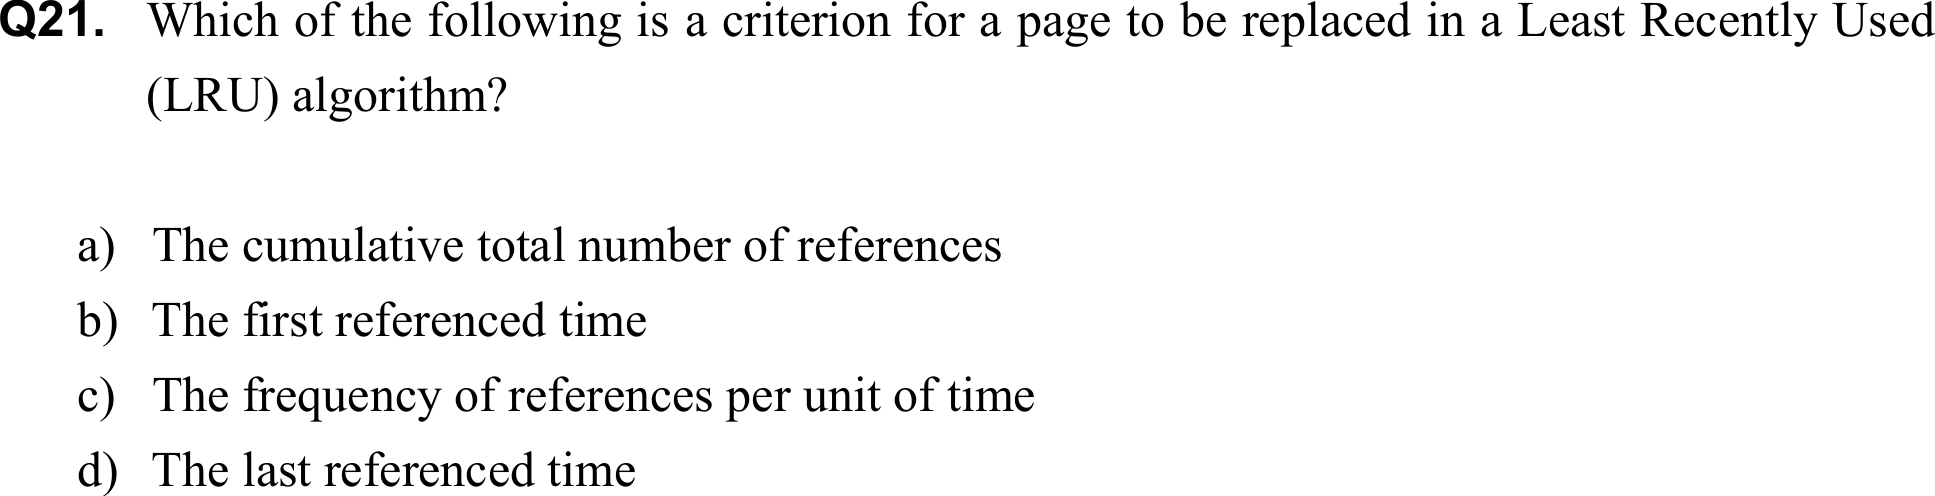 Q21. Which of the following is a criterion for a page to be replaced in a Least Recently Used
(LRU) algorithm?
a) The cumulative total number of references
b) The first referenced time
c) The frequency of references per unit of time
d) The last referenced time